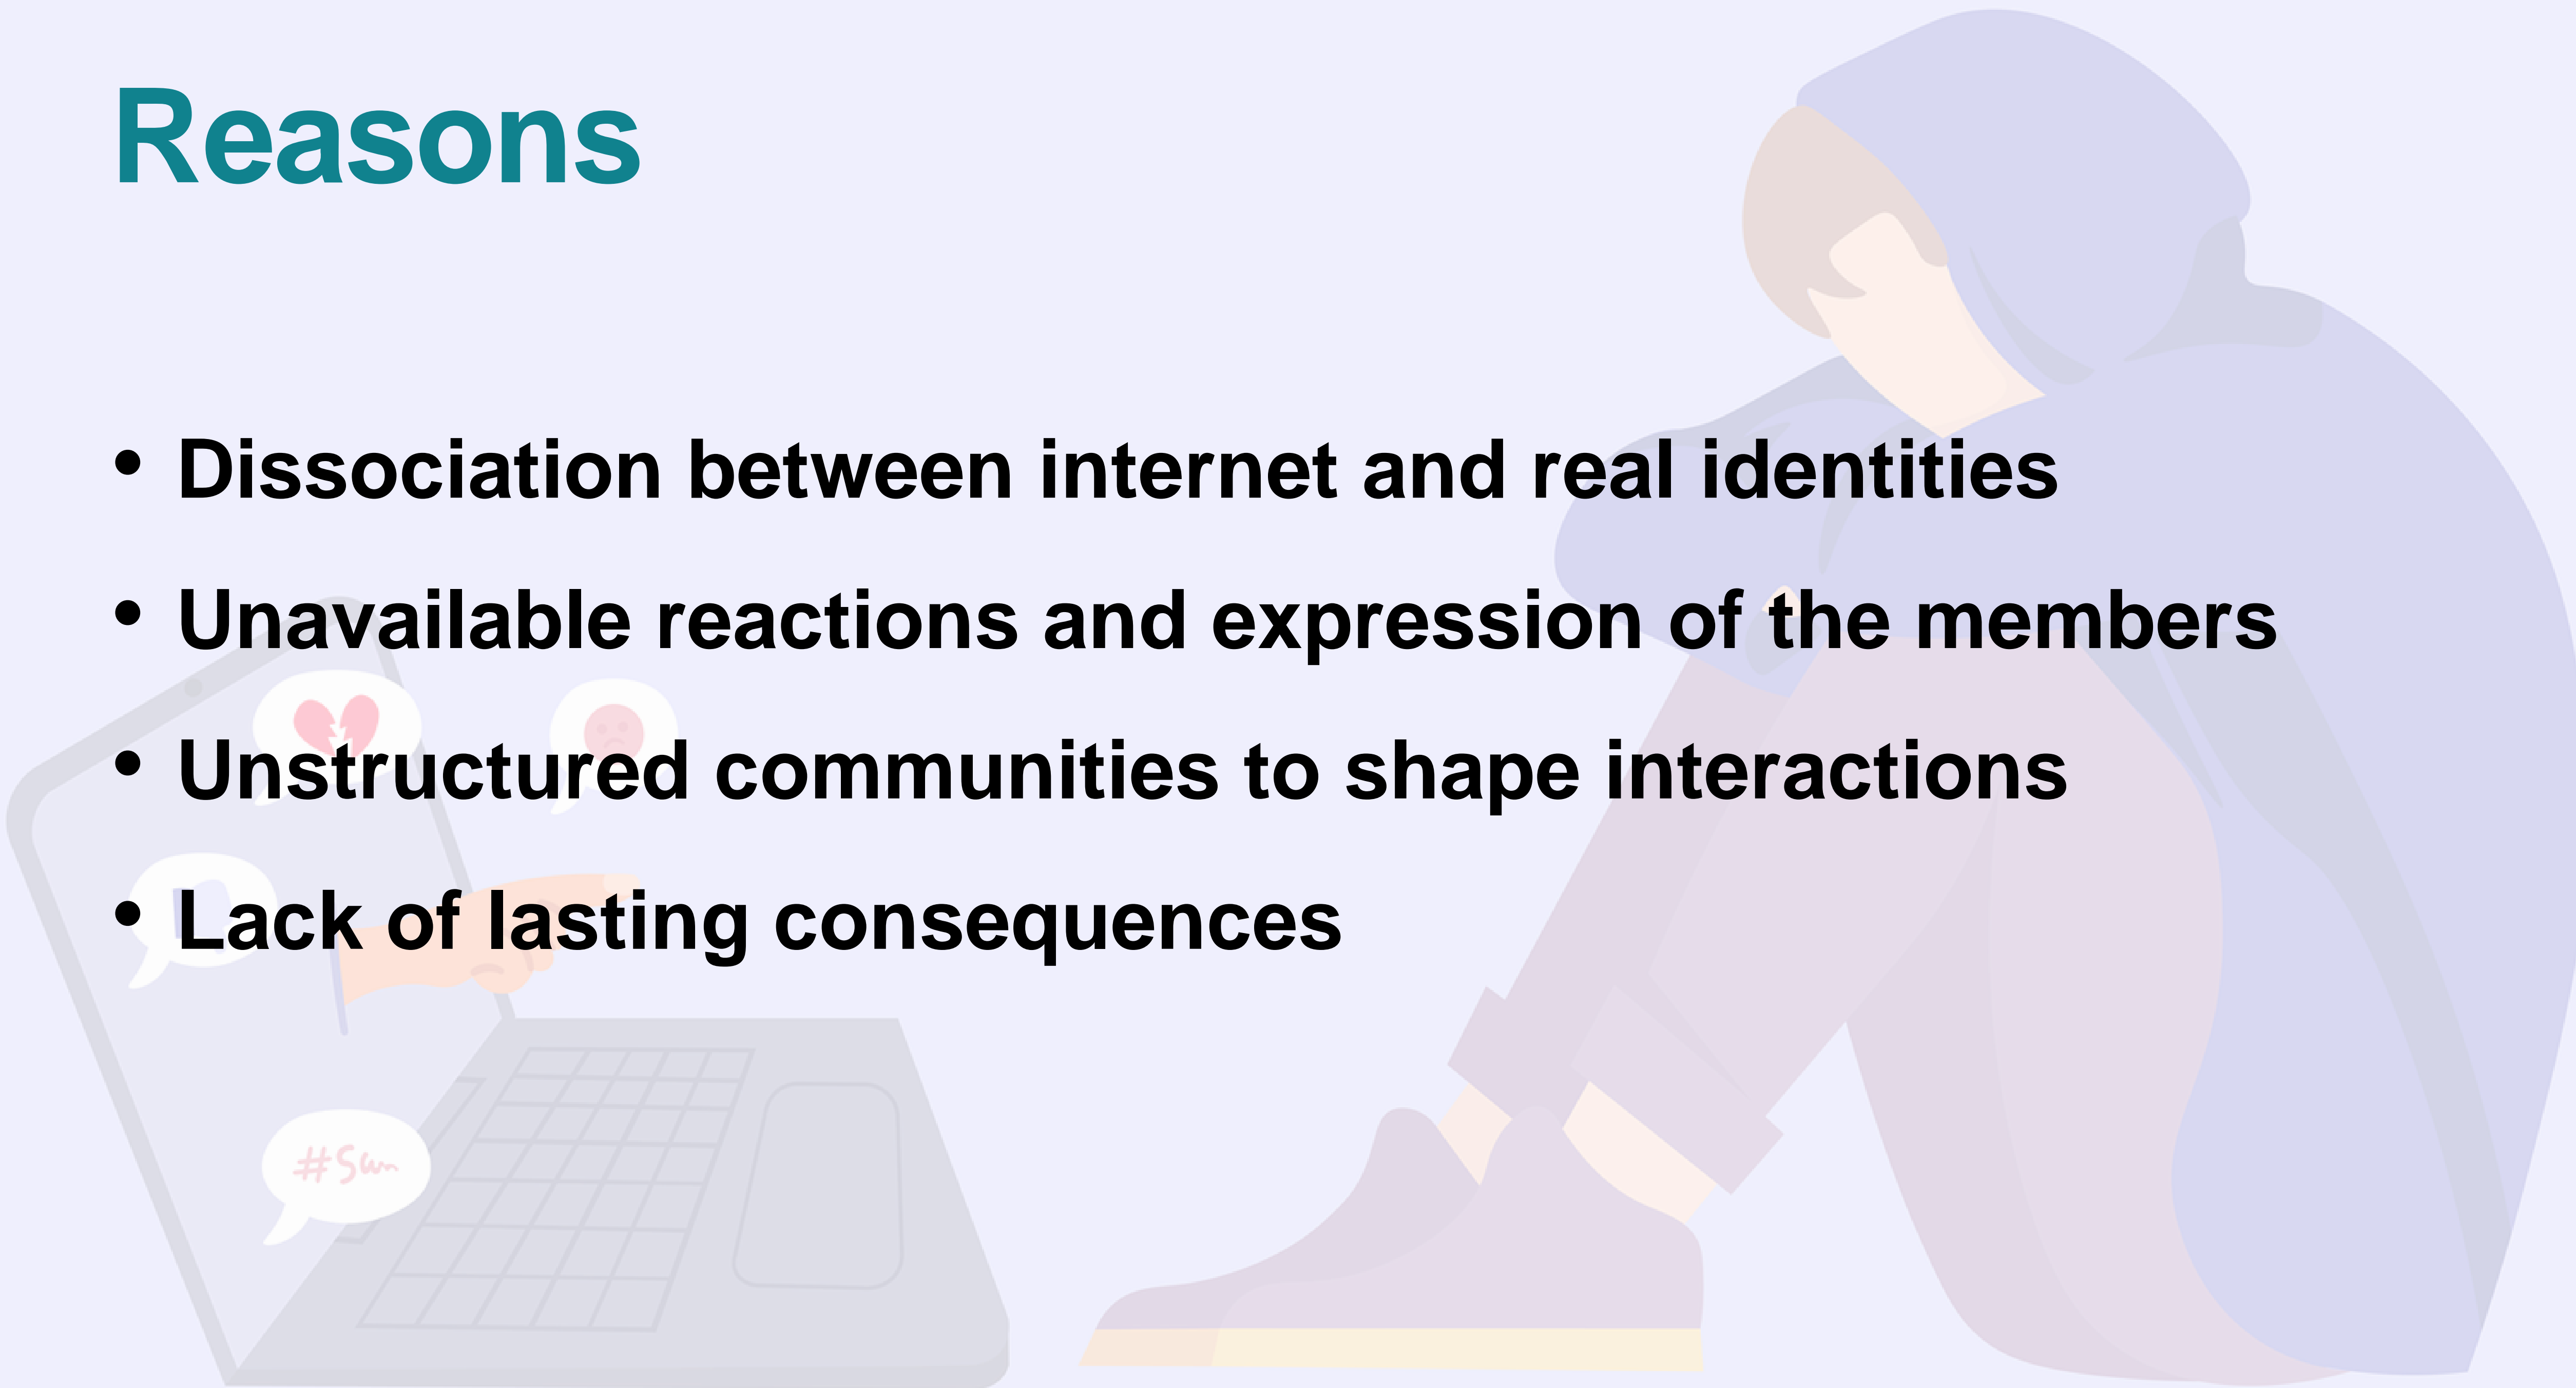 Reasons
• Dissociation between internet and real identities
• Unavailable reactions and expression of the members
• Unstructured communities to shape interactions
• Lack of lasting consequences